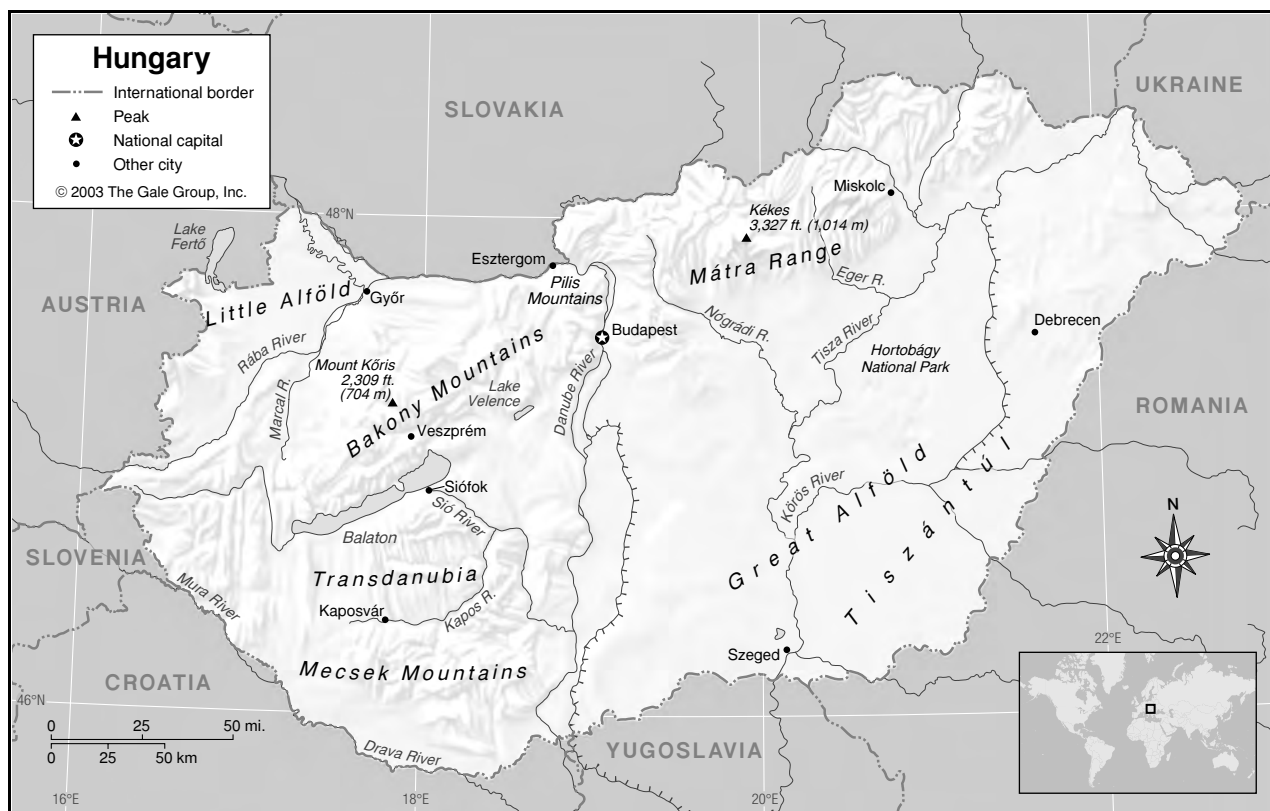 Hungary
International border
Peak
National capital
Other city
© 2003 The Gale Group, Inc.
SLOVAKIA
UKRAINE
AUSTRIA
ROMANIA
SLOVENIA
CROATIA
YUGOSLAVIA
48°N
46°N
16°E
18°E
20°E
22°E
Lake
Fertő
Little Alföld
Győr
Rába River
Marcal R.
Mount Kőris
2,309 ft.
(704 m)
Bakony Mountains
Veszprém
Esztergom
Pilis
Mountains
Budapest
Danube River
Lake
Velence
Siófok
Sió River
Balaton
Transdanubia
Kaposvár
Kapos R.
Mecsek Mountains
Mura River
Drava River
Kékes
3,327 ft. (1,014 m)
Mátra Range
Miskolc
Eger R.
Nógrádi R.
Tisza River
Hortobágy
National Park
Debrecen
Körös River
Great Alföld
Tiszántúl
Szeged
N
0 25 50 mi.
0 25 50 km